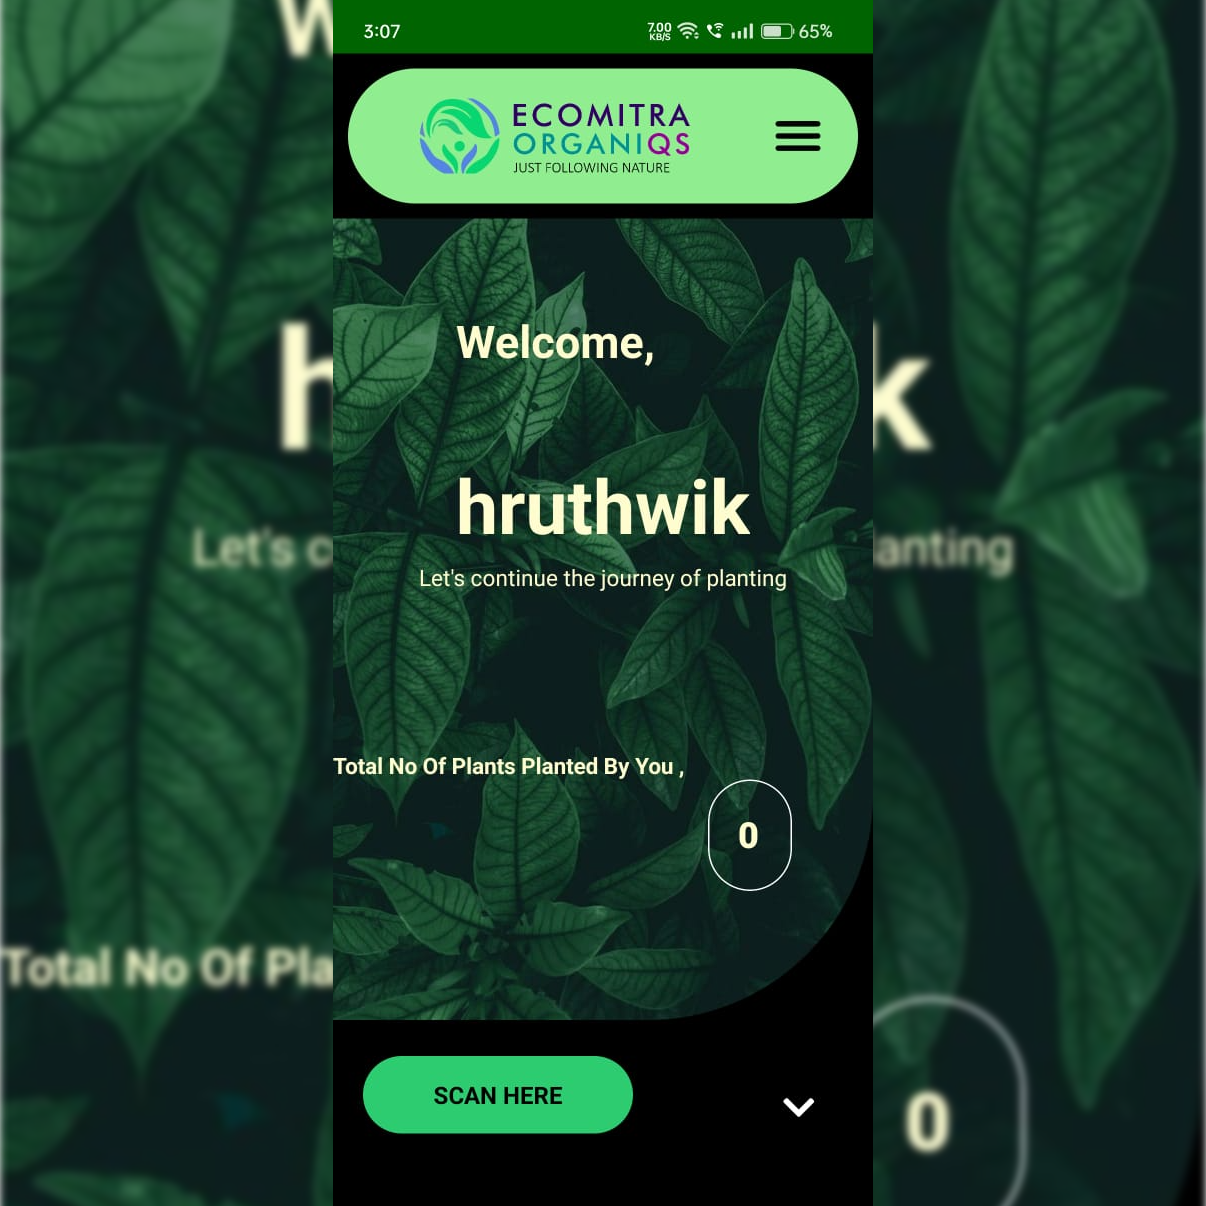 3:07
7.00
KB/S
65%
ECOMITRA
ORGANIQS
JUST FOLLOWING NATURE
Welcome,
hruthwik
Let's continue the journey of planting
Total No Of Plants Planted By You ,
0
SCAN HERE